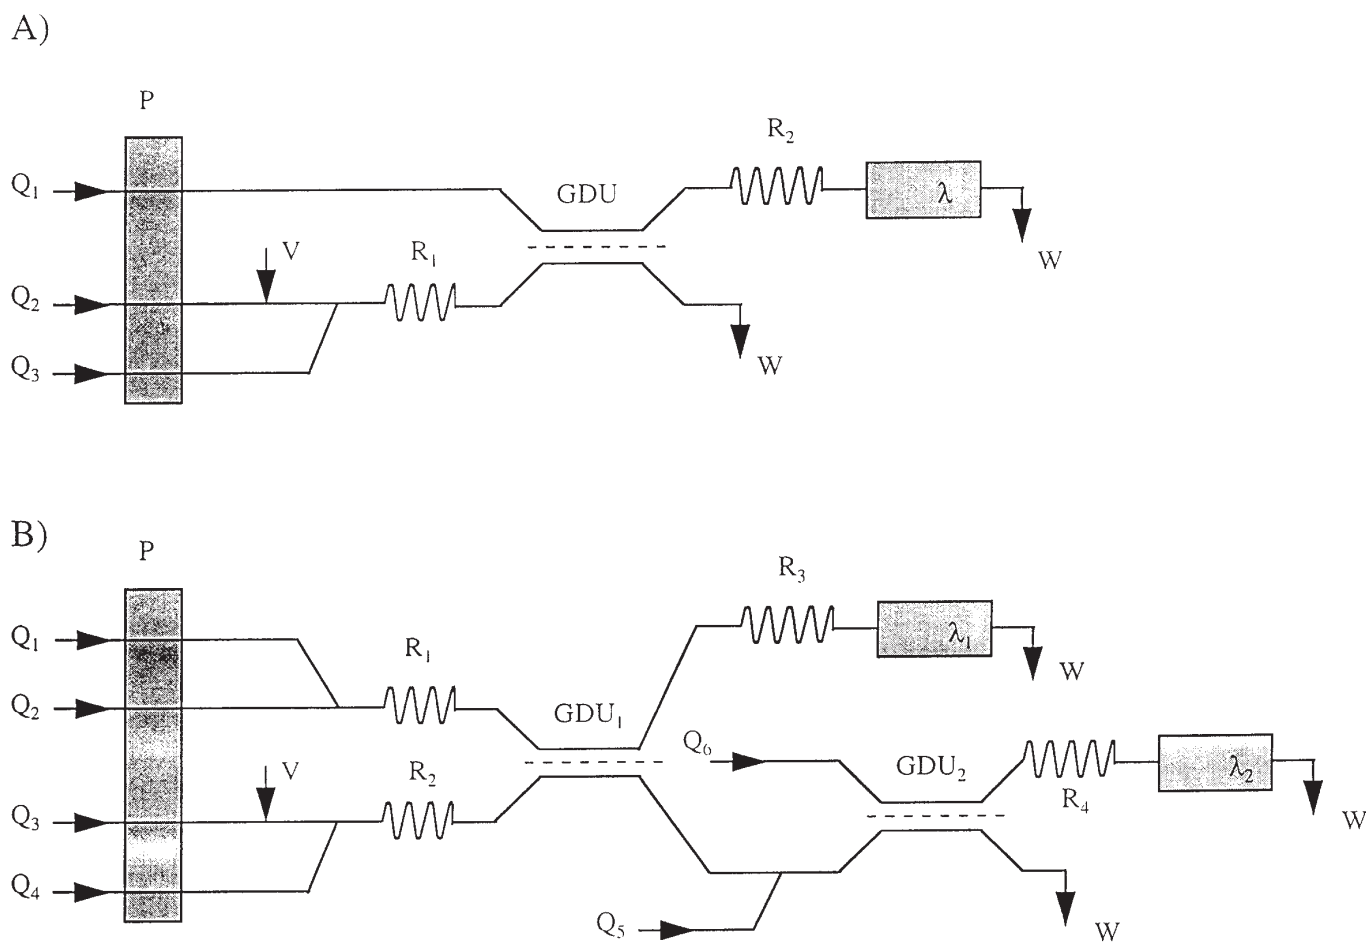 A)
P
R₂
Q₁
GDU
λ
V
R₁
W
Q₂
W
Q₃
B)
P
R₃
Q₁
λ₁
R₁
W
Q₂
GDU₁
Q₆
GDU₂
λ₂
V
R₂
R₄
Q₃
W
Q₄
Q₅
W